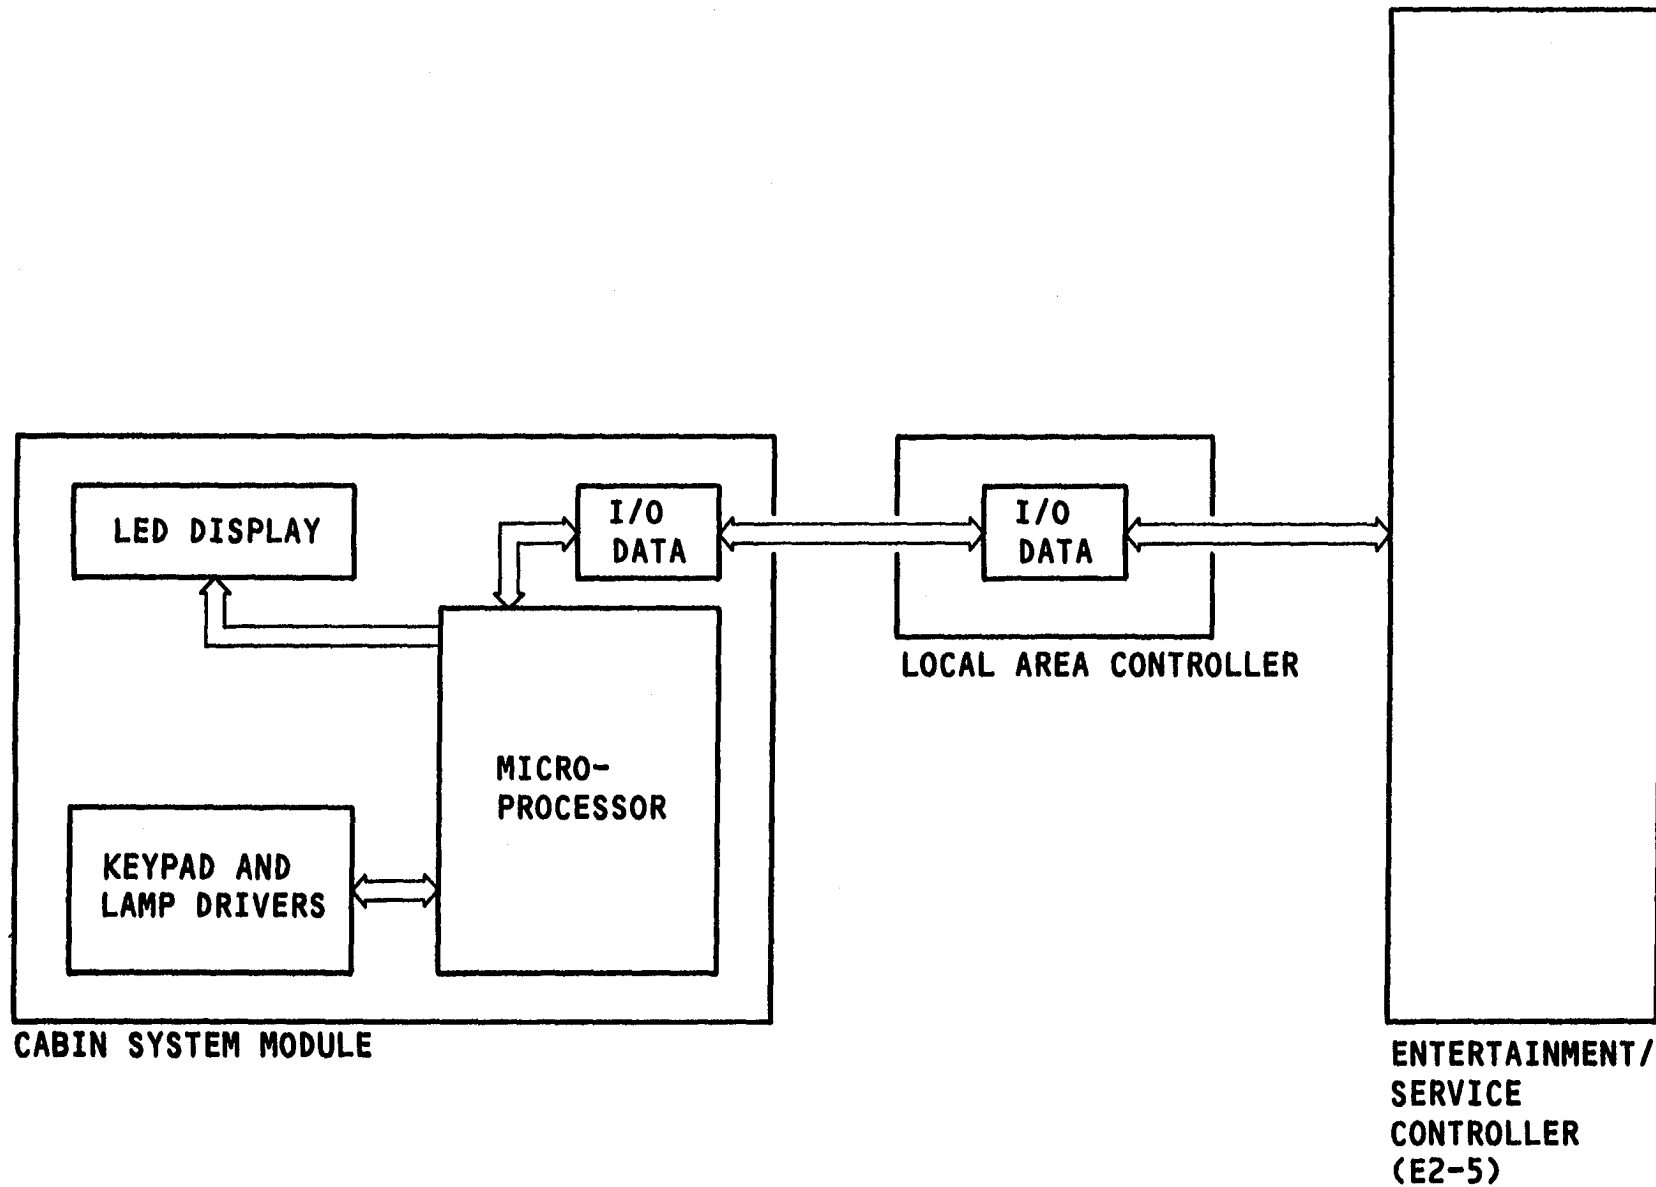 LED DISPLAY
I/O
DATA
I/O
DATA
LOCAL AREA CONTROLLER
MICRO-
PROCESSOR
KEYPAD AND
LAMP DRIVERS
CABIN SYSTEM MODULE
ENTERTAINMENT/
SERVICE
CONTROLLER
(E2-5)